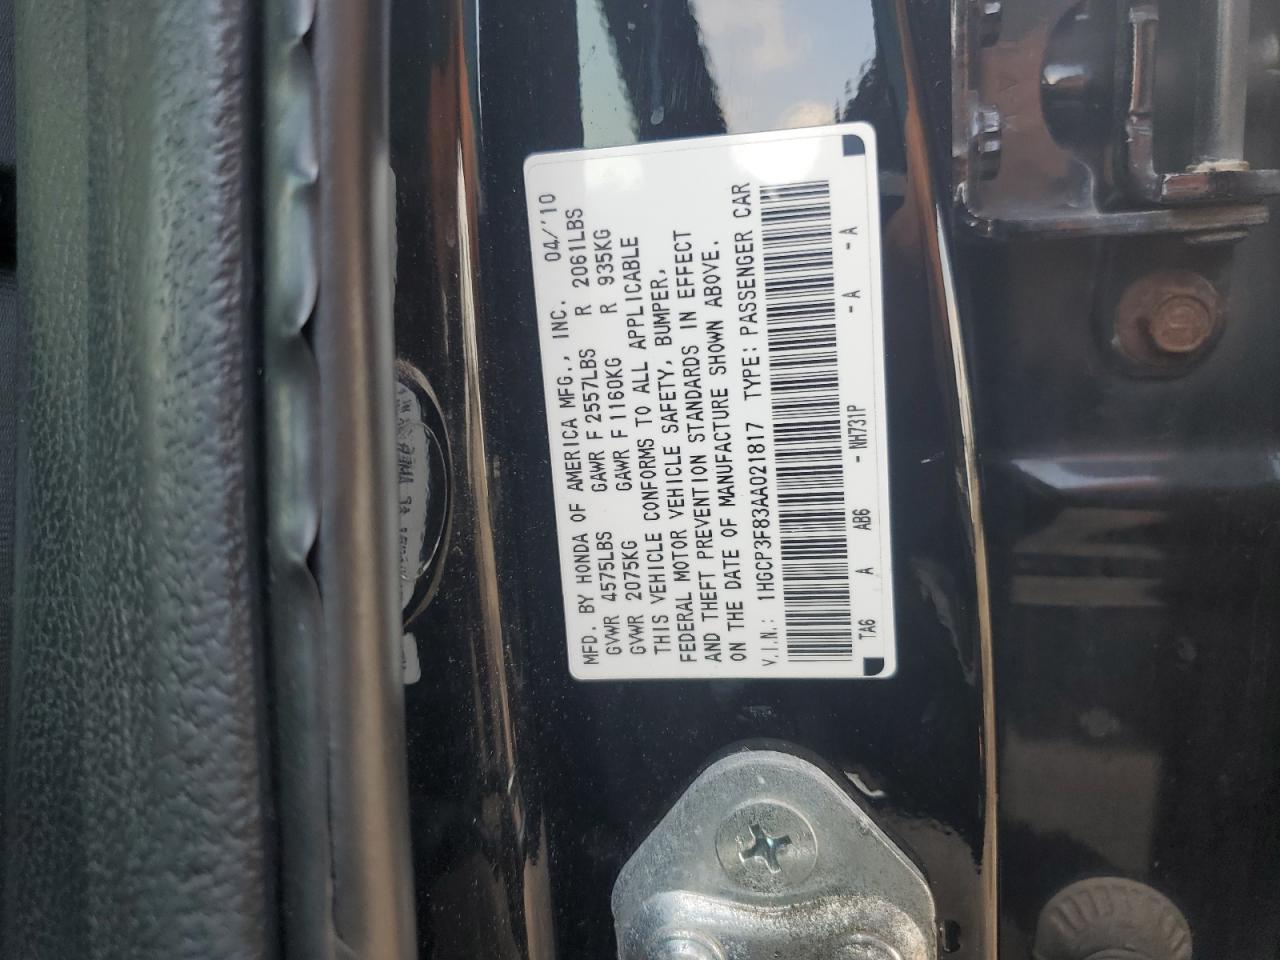 MFD. BY HONDA OF AMERICA MFG., INC. 04/'10
GVWR 4575LBS GAWR F 2557LBS R 2061LBS
GVWR 2075KG GAWR F 1160KG R 935KG
THIS VEHICLE CONFORMS TO ALL APPLICABLE
FEDERAL MOTOR VEHICLE SAFETY, BUMPER,
AND THEFT PREVENTION STANDARDS IN EFFECT
ON THE DATE OF MANUFACTURE SHOWN ABOVE.
V.I.N.: 1HGCP3F83AA021817 TYPE: PASSENGER CAR
TA6 A AB6 - NH731P - A - A